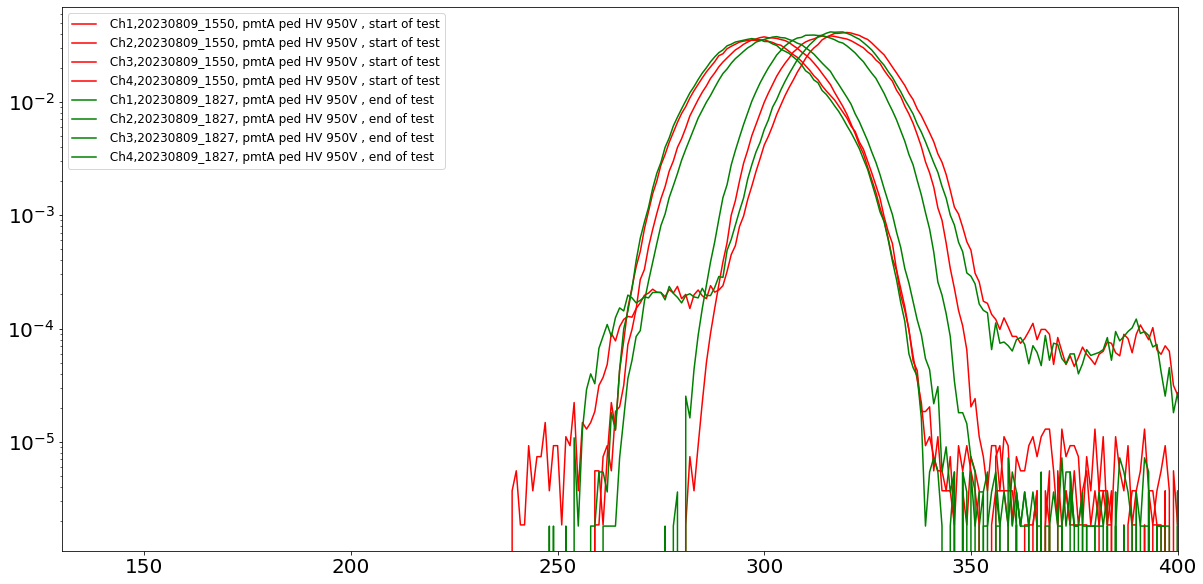 Ch1,20230809_1550, pmtA ped HV 950V , start of test
Ch2,20230809_1550, pmtA ped HV 950V , start of test
Ch3,20230809_1550, pmtA ped HV 950V , start of test
Ch4,20230809_1550, pmtA ped HV 950V , start of test
Ch1,20230809_1827, pmtA ped HV 950V , end of test
Ch2,20230809_1827, pmtA ped HV 950V , end of test
Ch3,20230809_1827, pmtA ped HV 950V , end of test
Ch4,20230809_1827, pmtA ped HV 950V , end of test
10⁻²
10⁻³
10⁻⁴
10⁻⁵
150 200 250 300 350 400